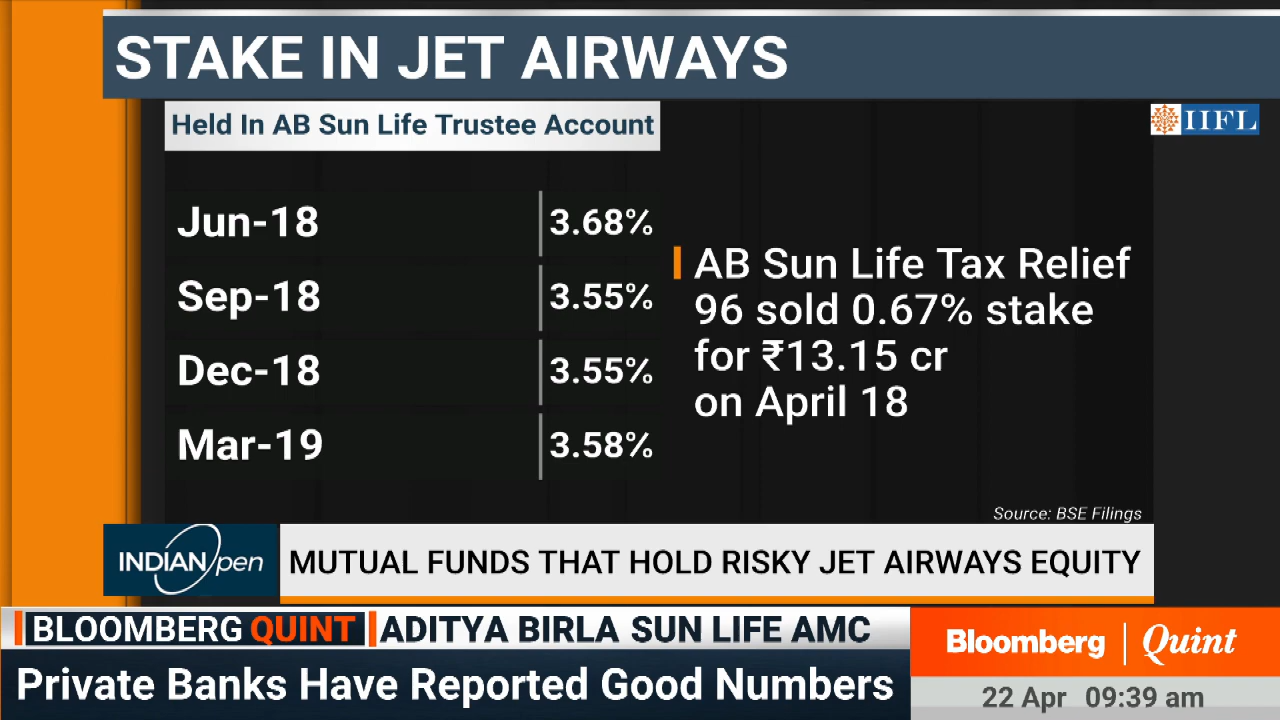 STAKE IN JET AIRWAYS
Held In AB Sun Life Trustee Account
IIFL
Jun-18 3.68%
Sep-18 3.55%
Dec-18 3.55%
Mar-19 3.58%
AB Sun Life Tax Relief
96 sold 0.67% stake
for ₹13.15 cr
on April 18
Source: BSE Filings
INDIAN Open
MUTUAL FUNDS THAT HOLD RISKY JET AIRWAYS EQUITY
BLOOMBERG QUINT ADITYA BIRLA SUN LIFE AMC
Private Banks Have Reported Good Numbers
Bloomberg | Quint
22 Apr 09:39 am